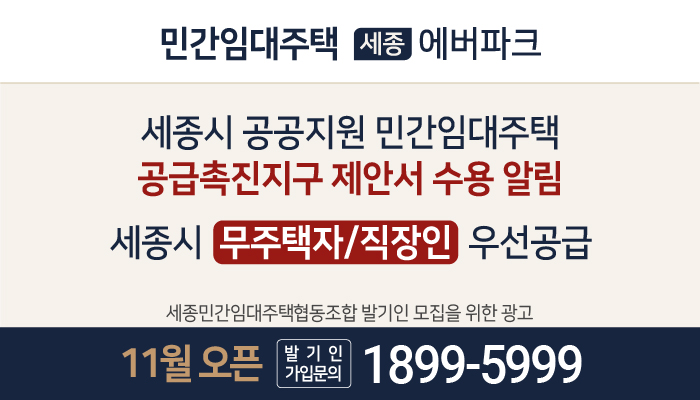 민간임대주택 세종 에버파크
세종시 공공지원 민간임대주택
공급촉진지구 제안서 수용 알림
세종시 무주택자/직장인 우선공급
세종민간임대주택협동조합 발기인 모집을 위한 광고
11월 오픈 발기인 가입문의 1899-5999